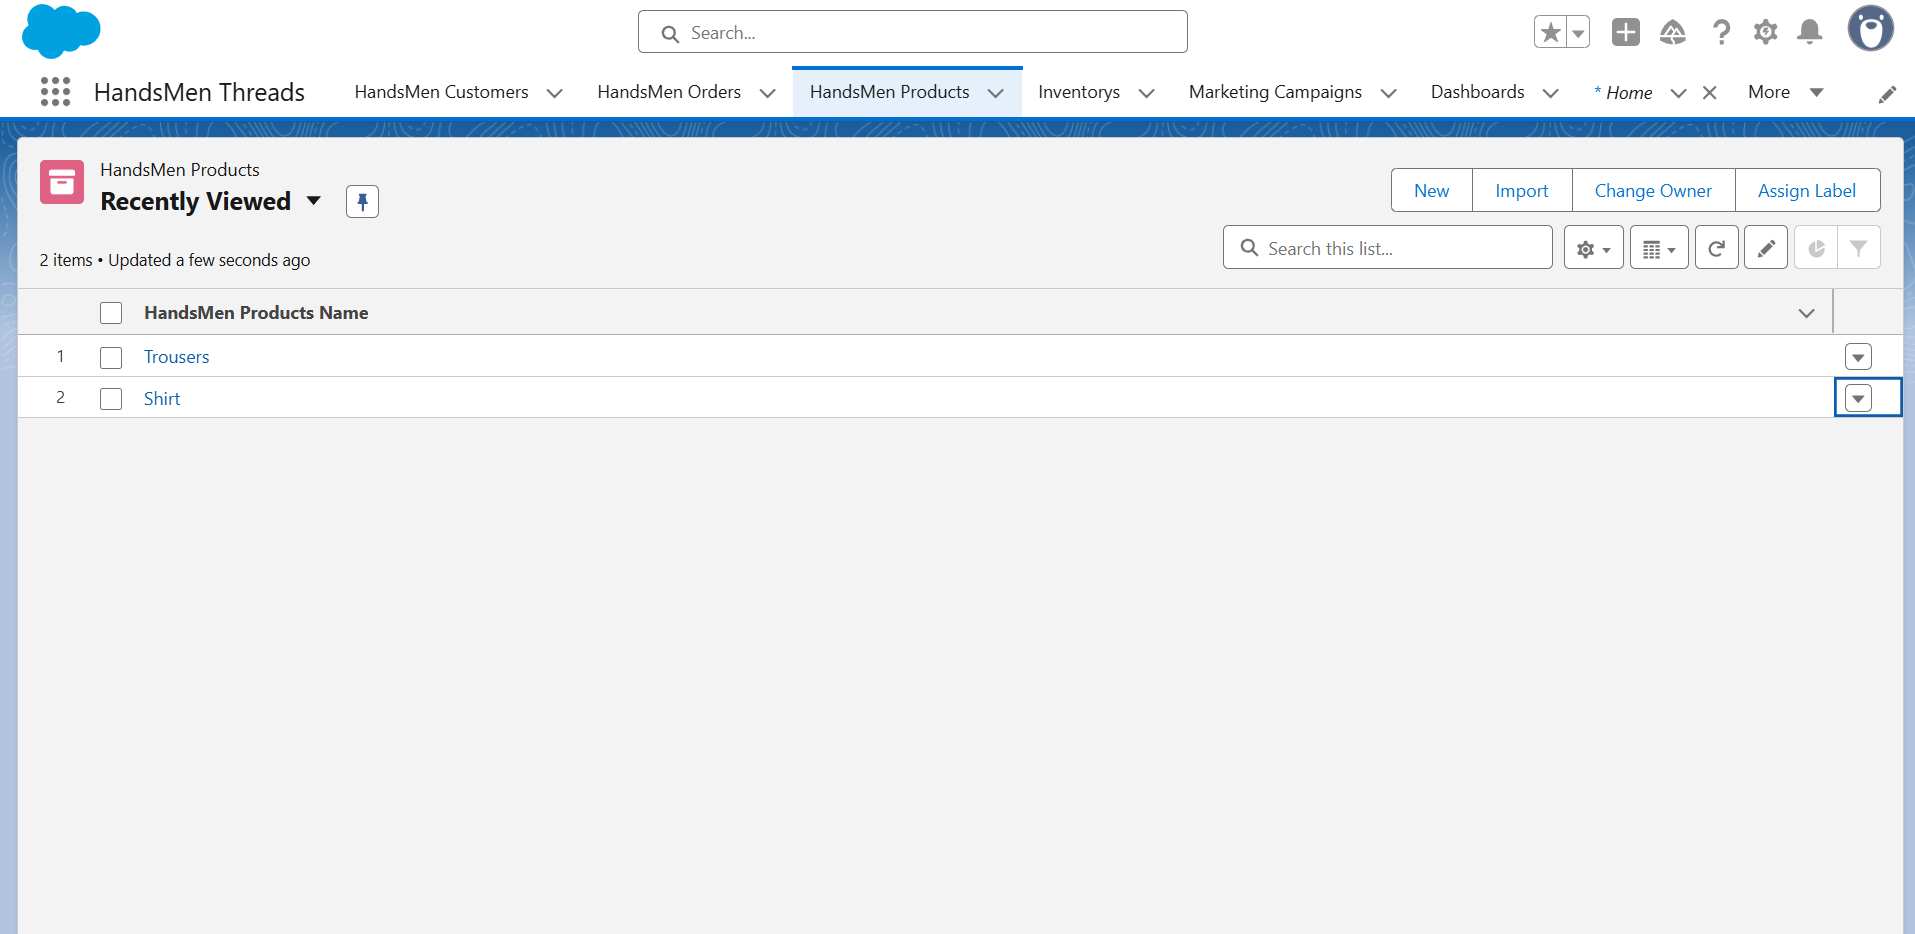 Search...
HandsMen Threads
HandsMen Customers
HandsMen Orders
HandsMen Products
Inventorys
Marketing Campaigns
Dashboards
* Home
More
HandsMen Products
Recently Viewed
New
Import
Change Owner
Assign Label
2 items • Updated a few seconds ago
Search this list...
HandsMen Products Name
1 Trousers
2 Shirt